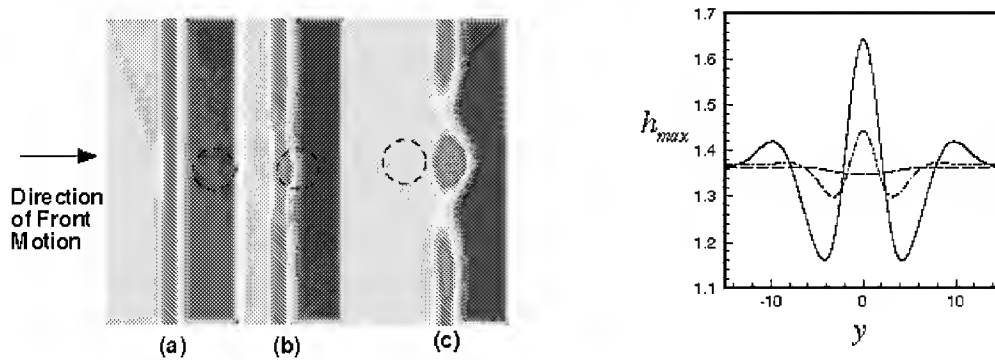 Direction
of Front
Motion
(a)
(b)
(c)
1.7
1.6
1.5
h_max
1.4
1.3
1.2
1.1
-10
0
10
y